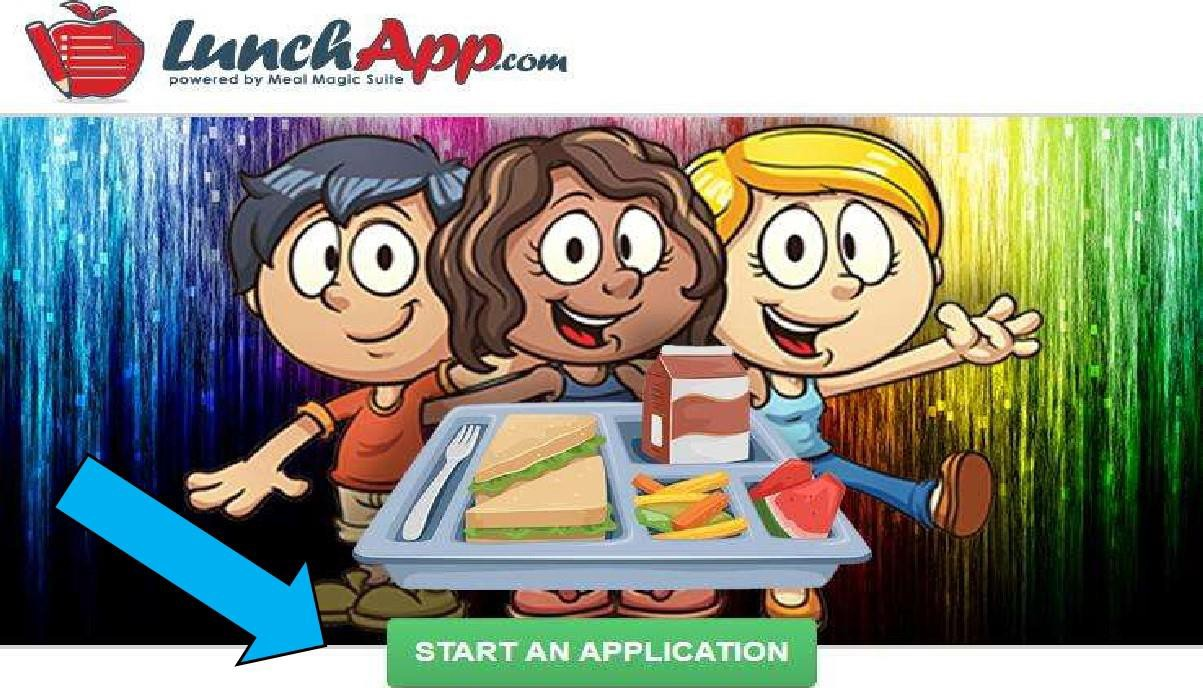 LunchApp.com
powered by Meal Magic Suite
START AN APPLICATION